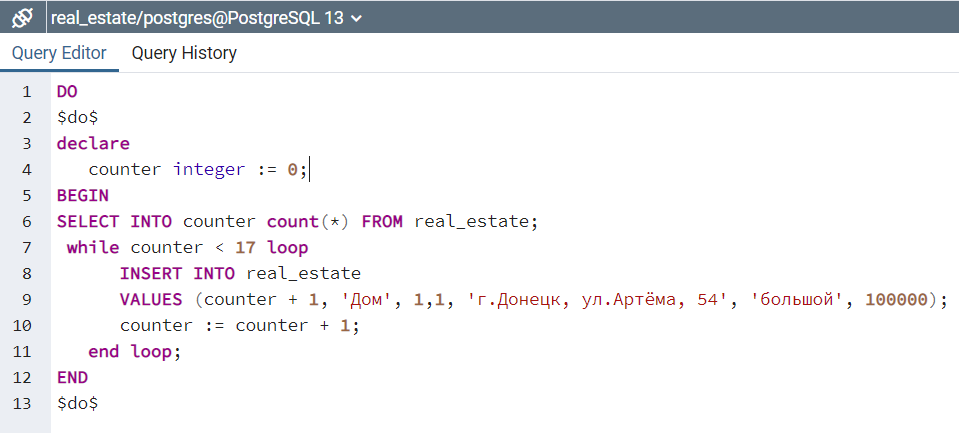 real_estate/postgres@PostgreSQL 13
Query Editor Query History
1 DO
2 $do$
3 declare
4 counter integer := 0;
5 BEGIN
6 SELECT INTO counter count(*) FROM real_estate;
7 while counter < 17 loop
8 INSERT INTO real_estate
9 VALUES (counter + 1, 'Дом', 1,1, 'г.Донецк, ул.Артёма, 54', 'большой', 100000);
10 counter := counter + 1;
11 end loop;
12 END
13 $do$